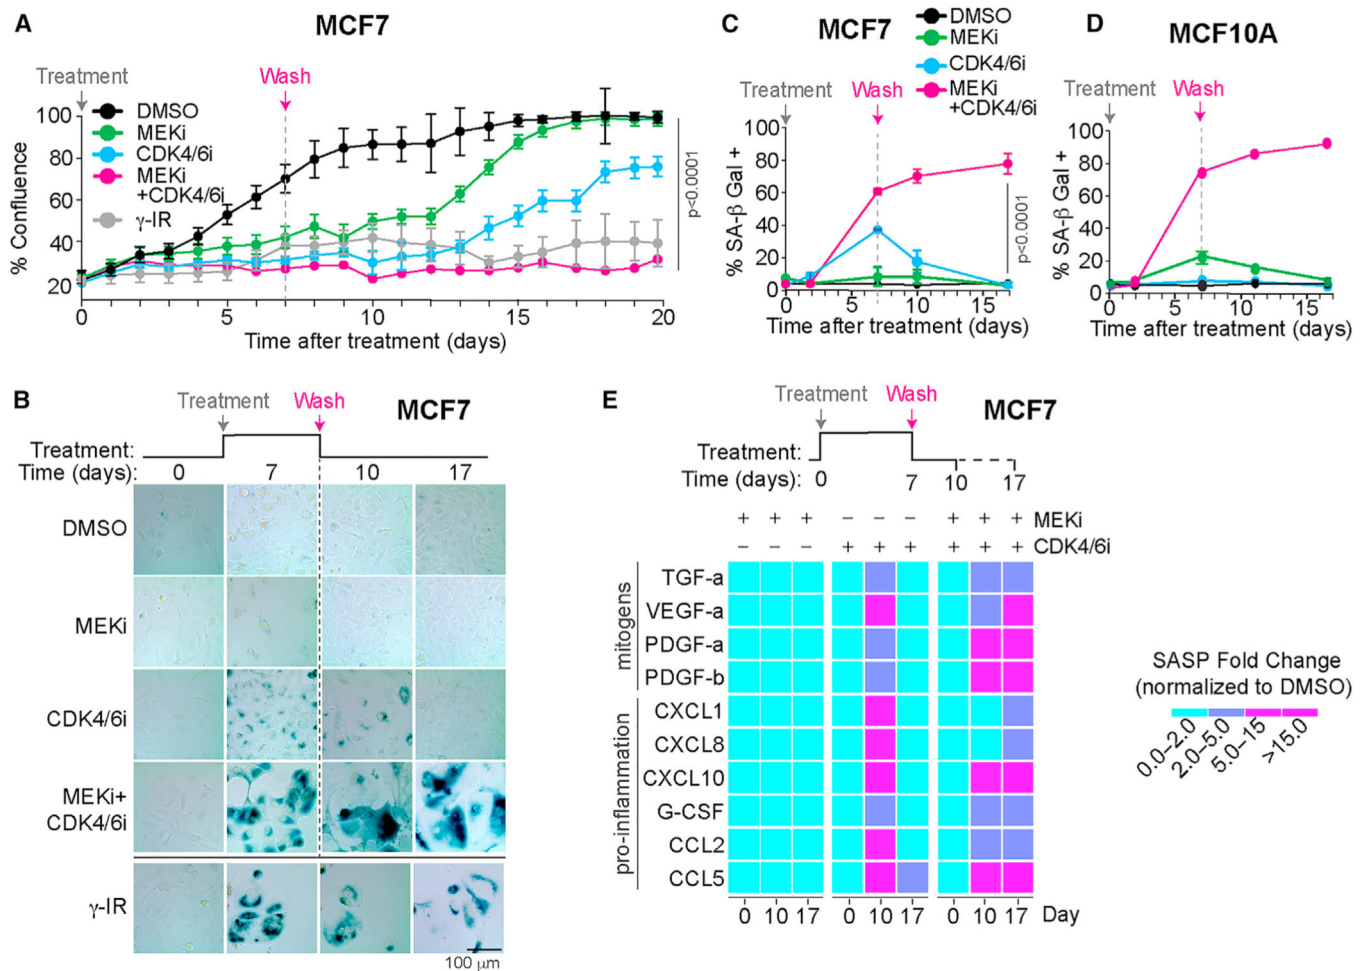 A
MCF7
Treatment
Wash
DMSO
MEKi
CDK4/6i
MEKi
+CDK4/6i
γ-IR
% Confluence
100
80
60
40
20
0
5
10
15
20
Time after treatment (days)
p<0.0001
C
MCF7
DMSO
MEKi
CDK4/6i
MEKi
+CDK4/6i
Treatment
Wash
% SA-β Gal +
100
80
60
40
20
0
0
5
10
15
Time after treatment (days)
p<0.0001
D
MCF10A
Treatment
Wash
% SA-β Gal +
100
80
60
40
20
0
0
5
10
15
Time after treatment (days)
B
MCF7
Treatment
Wash
Treatment:
Time (days): 0 7 10 17
DMSO
MEKi
CDK4/6i
MEKi+
CDK4/6i
γ-IR
100 μm
E
MCF7
Treatment
Wash
Treatment:
Time (days): 0 7 10 17
+ + + − − − + + + MEKi
− − − + + + + + + CDK4/6i
mitogens
TGF-a
VEGF-a
PDGF-a
PDGF-b
pro-inflammation
CXCL1
CXCL8
CXCL10
G-CSF
CCL2
CCL5
0 10 17 0 10 17 0 10 17 Day
SASP Fold Change
(normalized to DMSO)
0.0–2.0
2.0–5.0
5.0–15
>15.0